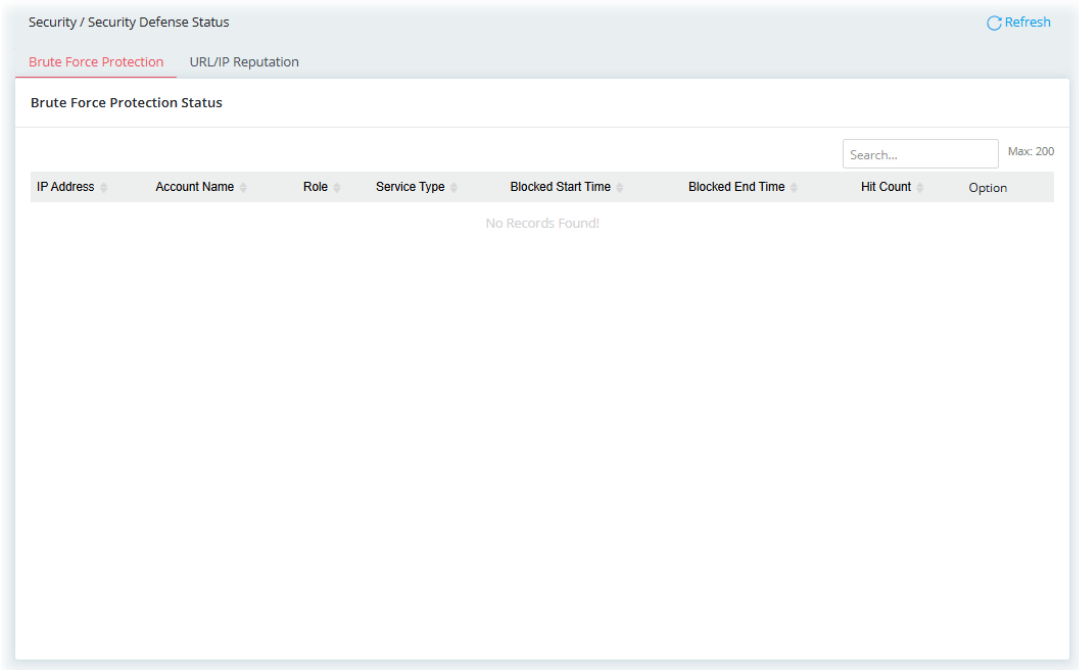 Security / Security Defense Status Refresh
Brute Force Protection URL/IP Reputation
Brute Force Protection Status
Search... Max: 200
IP Address Account Name Role Service Type Blocked Start Time Blocked End Time Hit Count Option
No Records Found!